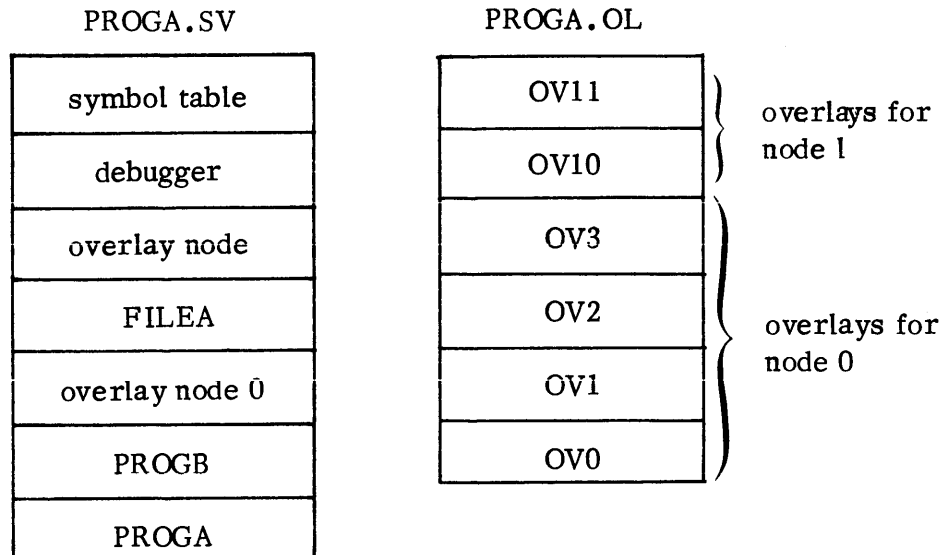 PROGA.SV
symbol table
debugger
overlay node
FILEA
overlay node 0
PROGB
PROGA
PROGA.OL
OV11
OV10
OV3
OV2
OV1
OV0
overlays for
node 1
overlays for
node 0